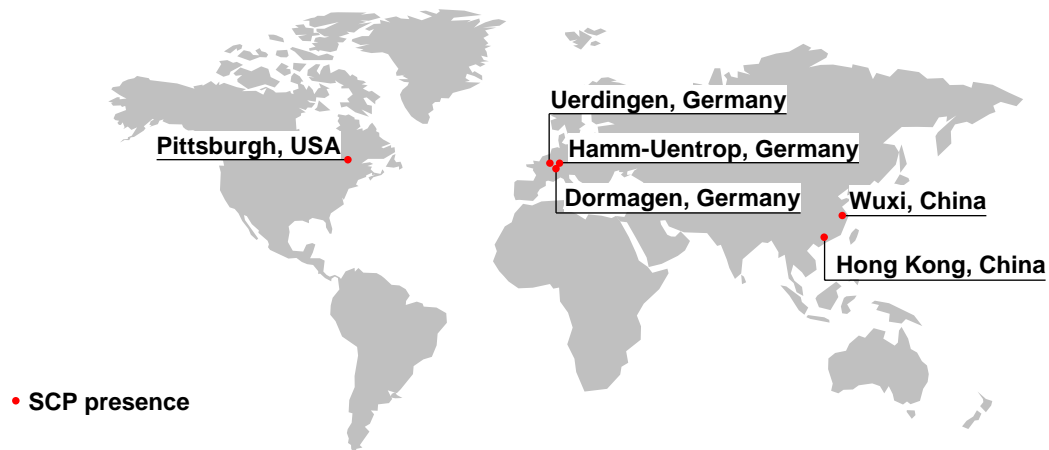 Uerdingen, Germany
Pittsburgh, USA
Hamm-Uentrop, Germany
Dormagen, Germany
Wuxi, China
Hong Kong, China
SCP presence